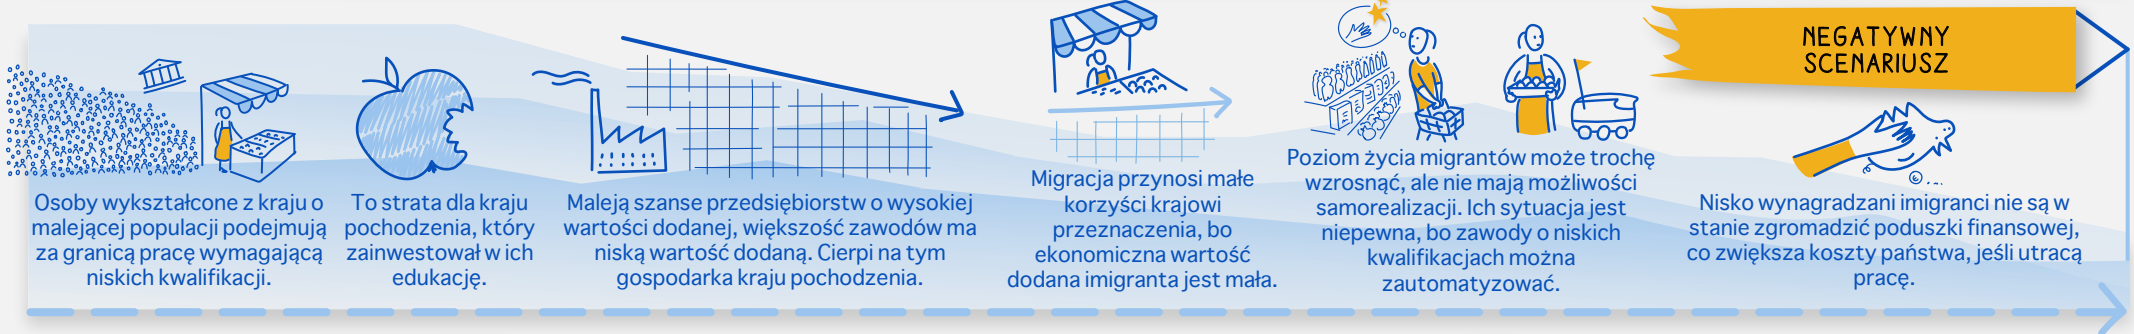 NEGATYWNY
SCENARIUSZ
Osoby wykształcone z kraju o
malejącej populacji podejmują
za granicą pracę wymagającą
niskich kwalifikacji.
To strata dla kraju
pochodzenia, który
zainwestował w ich
edukację.
Maleją szanse przedsiębiorstw o wysokiej
wartości dodanej, większość zawodów ma
niską wartość dodaną. Cierpi na tym
gospodarka kraju pochodzenia.
Migracja przynosi małe
korzyści krajowi
przeznaczenia, bo
ekonomiczna wartość
dodana imigranta jest mała.
Poziom życia migrantów może trochę
wzrosnąć, ale nie mają możliwości
samorealizacji. Ich sytuacja jest
niepewna, bo zawody o niskich
kwalifikacjach można
zautomatyzować.
Nisko wynagradzani imigranci nie są w
stanie zgromadzić poduszki finansowej,
co zwiększa koszty państwa, jeśli utracą
pracę.